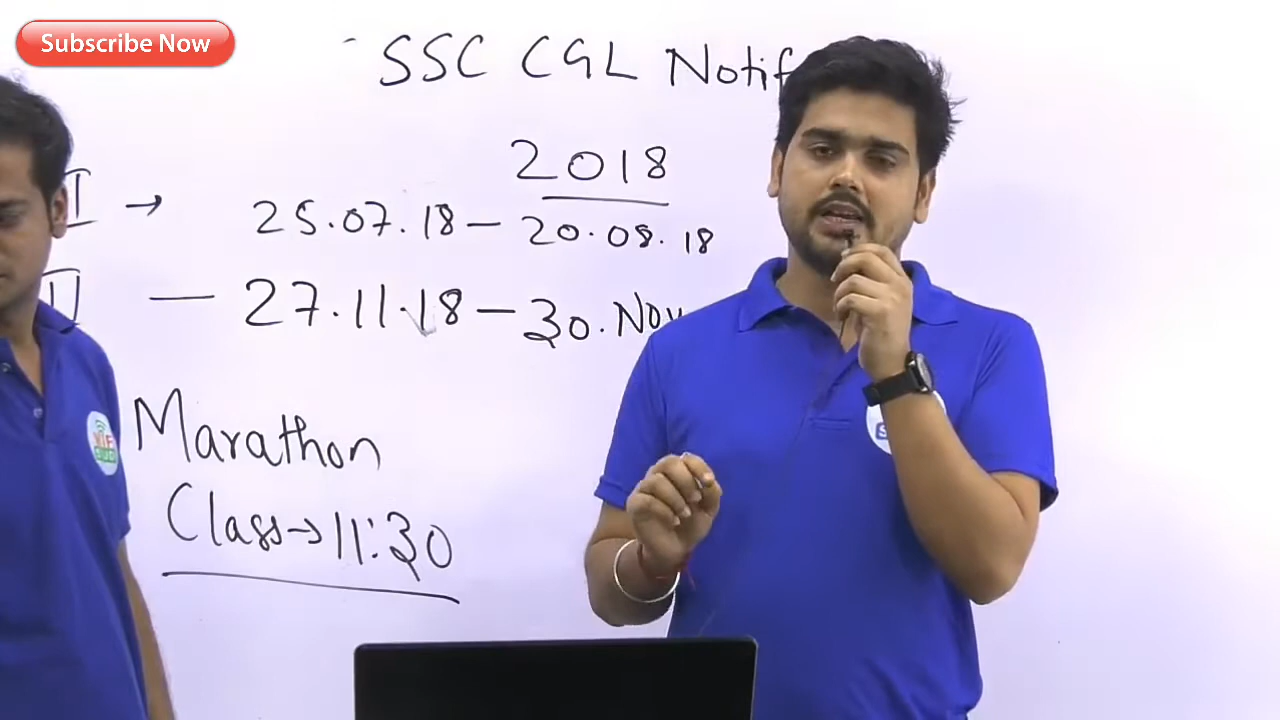 Subscribe Now
SSC CGL Notif
2018
I → 25.07.18 – 20.08.18
II – 27.11.18 – 30.Nov
Marathon
Class → 11:30